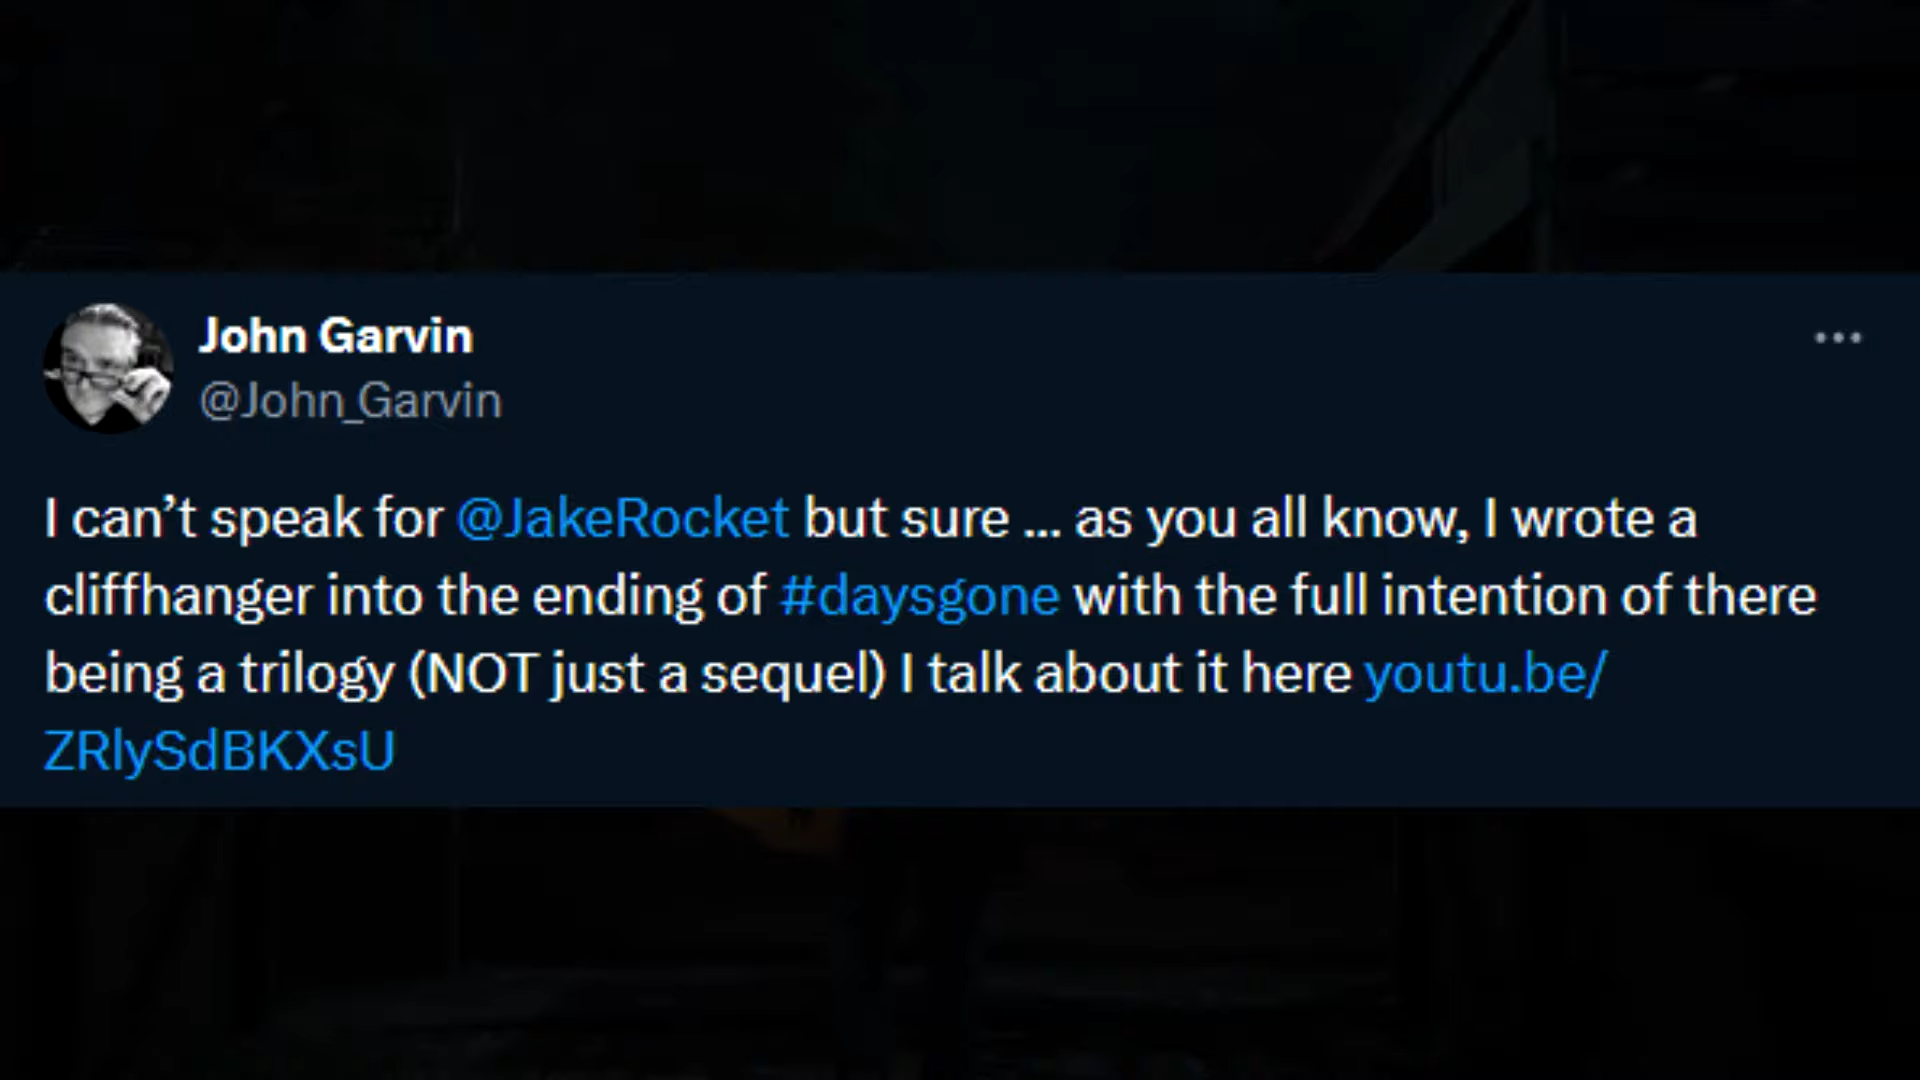 John Garvin
@John_Garvin
I can’t speak for @JakeRocket but sure ... as you all know, I wrote a
cliffhanger into the ending of #daysgone with the full intention of there
being a trilogy (NOT just a sequel) I talk about it here youtu.be/
ZRlySdBKXsU